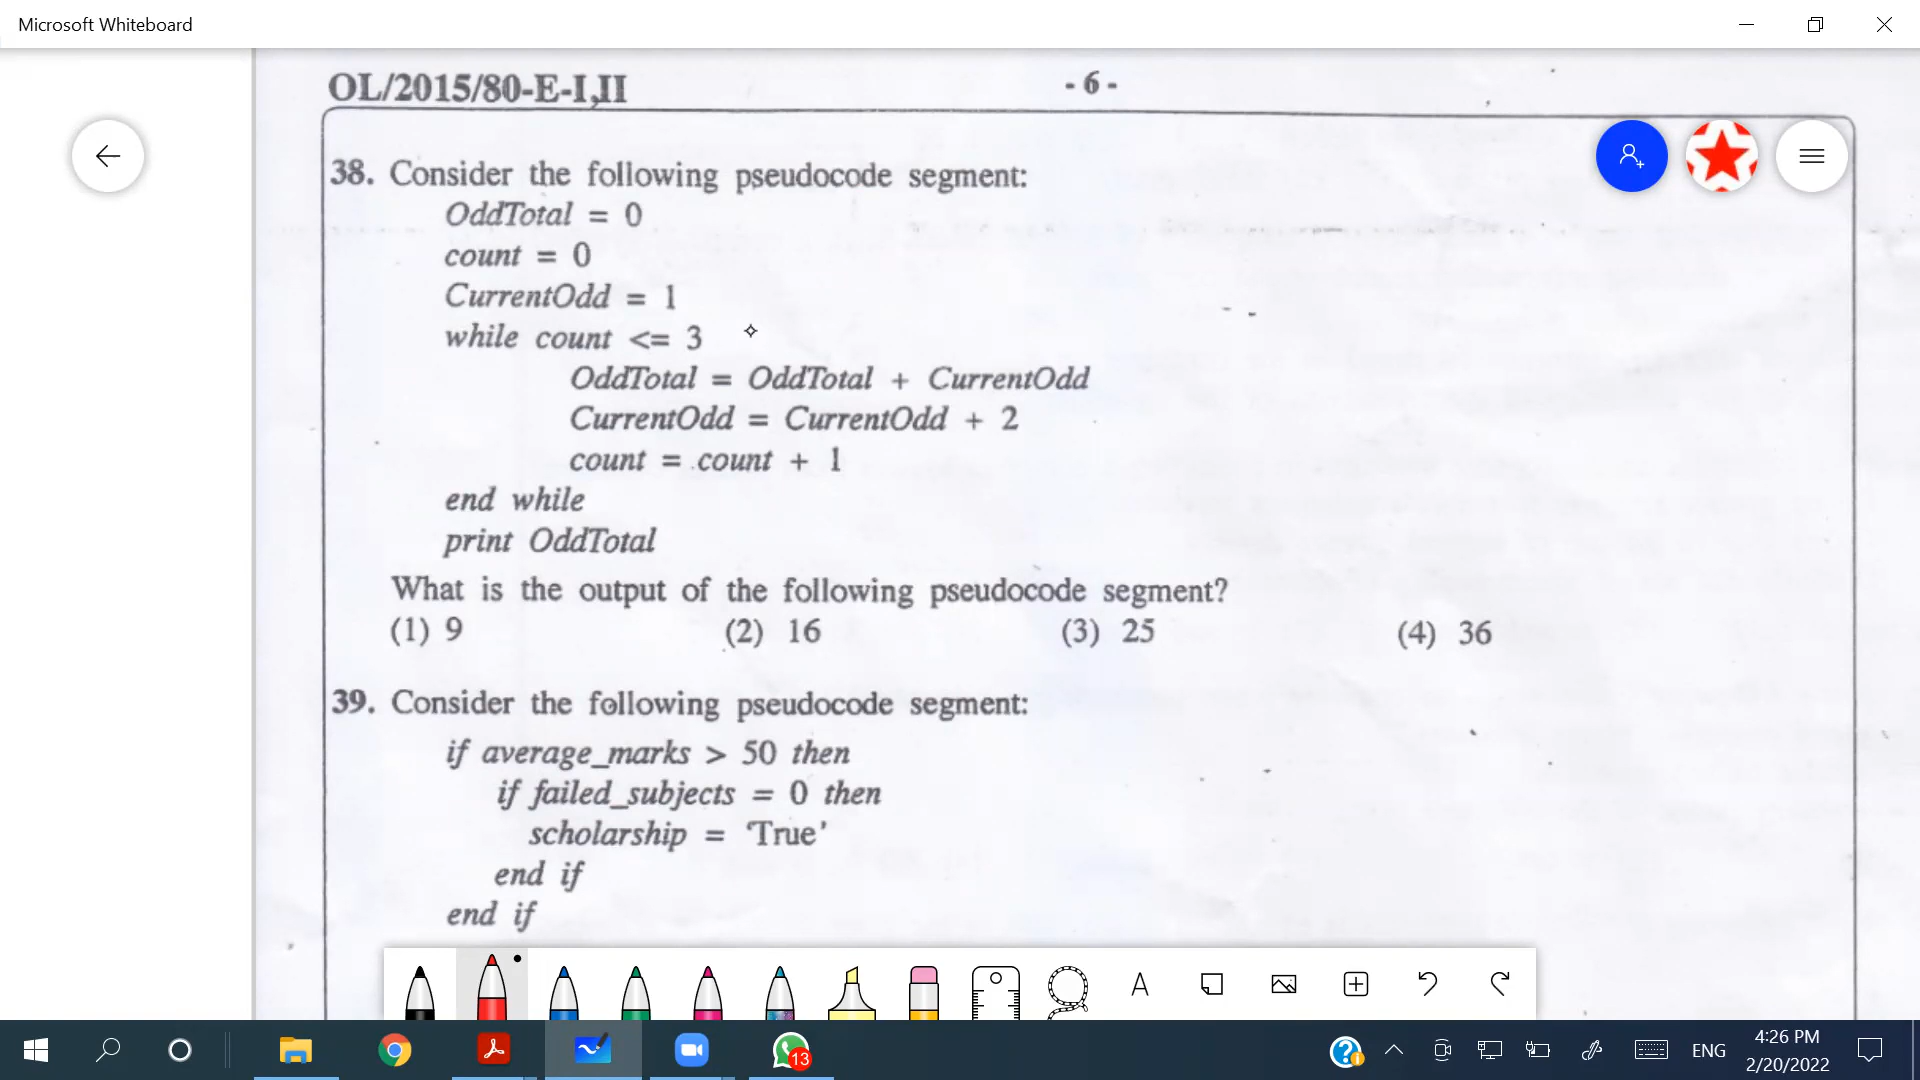 Microsoft Whiteboard
OL/2015/80-E-I,II
- 6 -
38. Consider the following pseudocode segment:
OddTotal = 0
count = 0
CurrentOdd = 1
while count <= 3
OddTotal = OddTotal + CurrentOdd
CurrentOdd = CurrentOdd + 2
count = count + 1
end while
print OddTotal
What is the output of the following pseudocode segment?
(1) 9 (2) 16 (3) 25 (4) 36
39. Consider the following pseudocode segment:
if average_marks > 50 then
if failed_subjects = 0 then
scholarship = 'True'
end if
end if
A
13
ENG
4:26 PM
2/20/2022